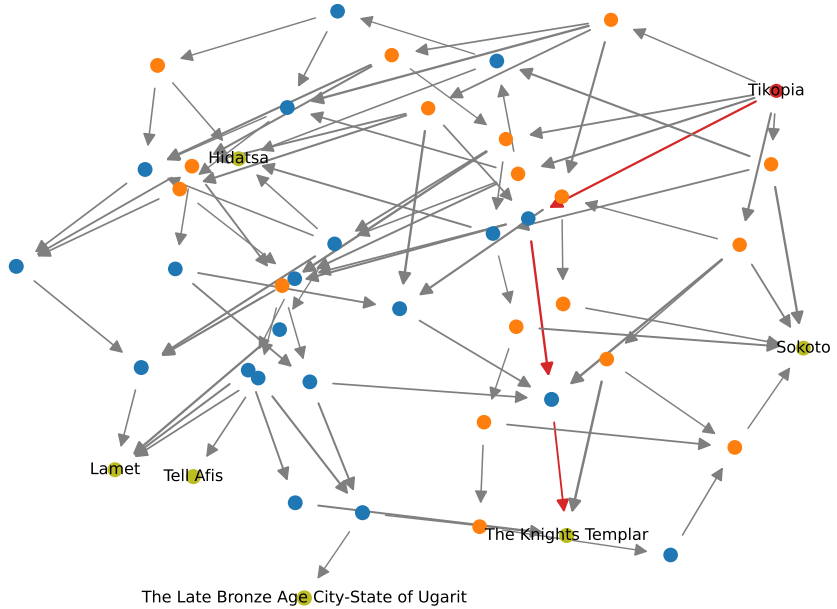 Tikopia
Hidatsa
Sokoto
Lamet
Tell Afis
The Knights Templar
The Late Bronze Age City-State of Ugarit